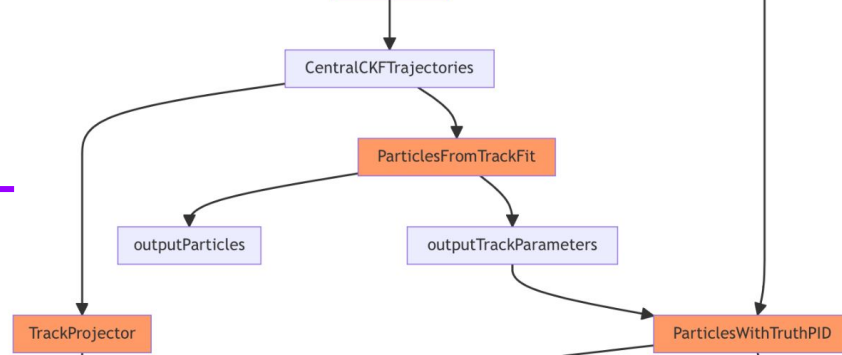 CentralCKFTrajectories
ParticlesFromTrackFit
outputParticles
outputTrackParameters
TrackProjector
ParticlesWithTruthPID